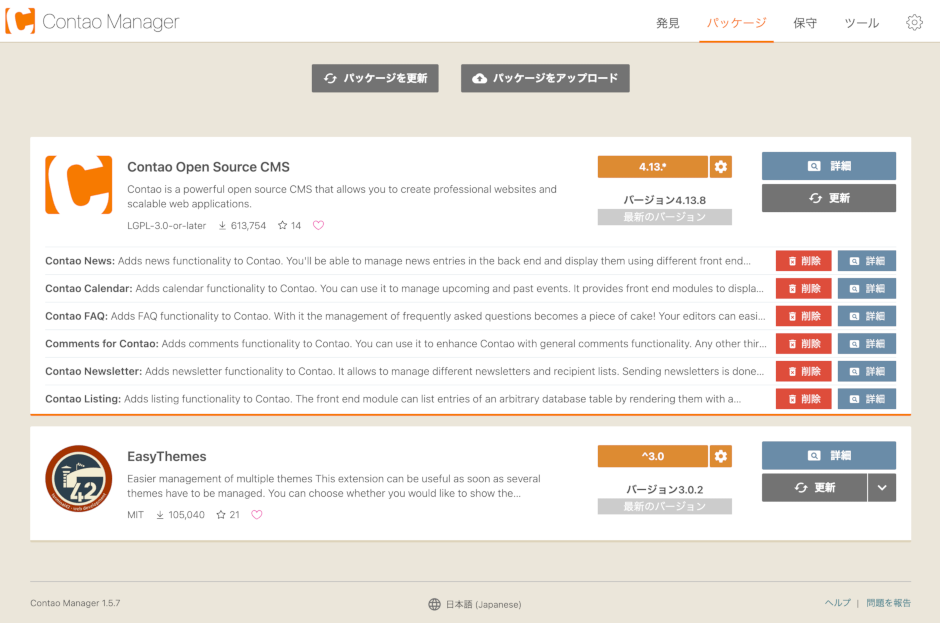 Contao Manager
発見 パッケージ 保守 ツール
パッケージを更新 パッケージをアップロード
Contao Open Source CMS
Contao is a powerful open source CMS that allows you to create professional websites and
scalable web applications.
LGPL-3.0-or-later 613,754 14
4.13.*
バージョン4.13.8
最新のバージョン
詳細
更新
Contao News: Adds news functionality to Contao. You'll be able to manage news entries in the back end and display them using different front end... 削除 詳細
Contao Calendar: Adds calendar functionality to Contao. You can use it to manage upcoming and past events. It provides front end modules to displa... 削除 詳細
Contao FAQ: Adds FAQ functionality to Contao. With it the management of frequently asked questions becomes a piece of cake! Your editors can easi... 削除 詳細
Comments for Contao: Adds comments functionality to Contao. You can use it to enhance Contao with general comments functionality. Any other thir... 削除 詳細
Contao Newsletter: Adds newsletter functionality to Contao. It allows to manage different newsletters and recipient lists. Sending newsletters is done... 削除 詳細
Contao Listing: Adds listing functionality to Contao. The front end module can list entries of an arbitrary database table by rendering them with a... 削除 詳細
42
EasyThemes
Easier management of multiple themes This extension can be useful as soon as several
themes have to be managed. You can choose whether you would like to show the...
MIT 105,040 21
^3.0
バージョン3.0.2
最新のバージョン
詳細
更新
Contao Manager 1.5.7
日本語 (Japanese)
ヘルプ | 問題を報告